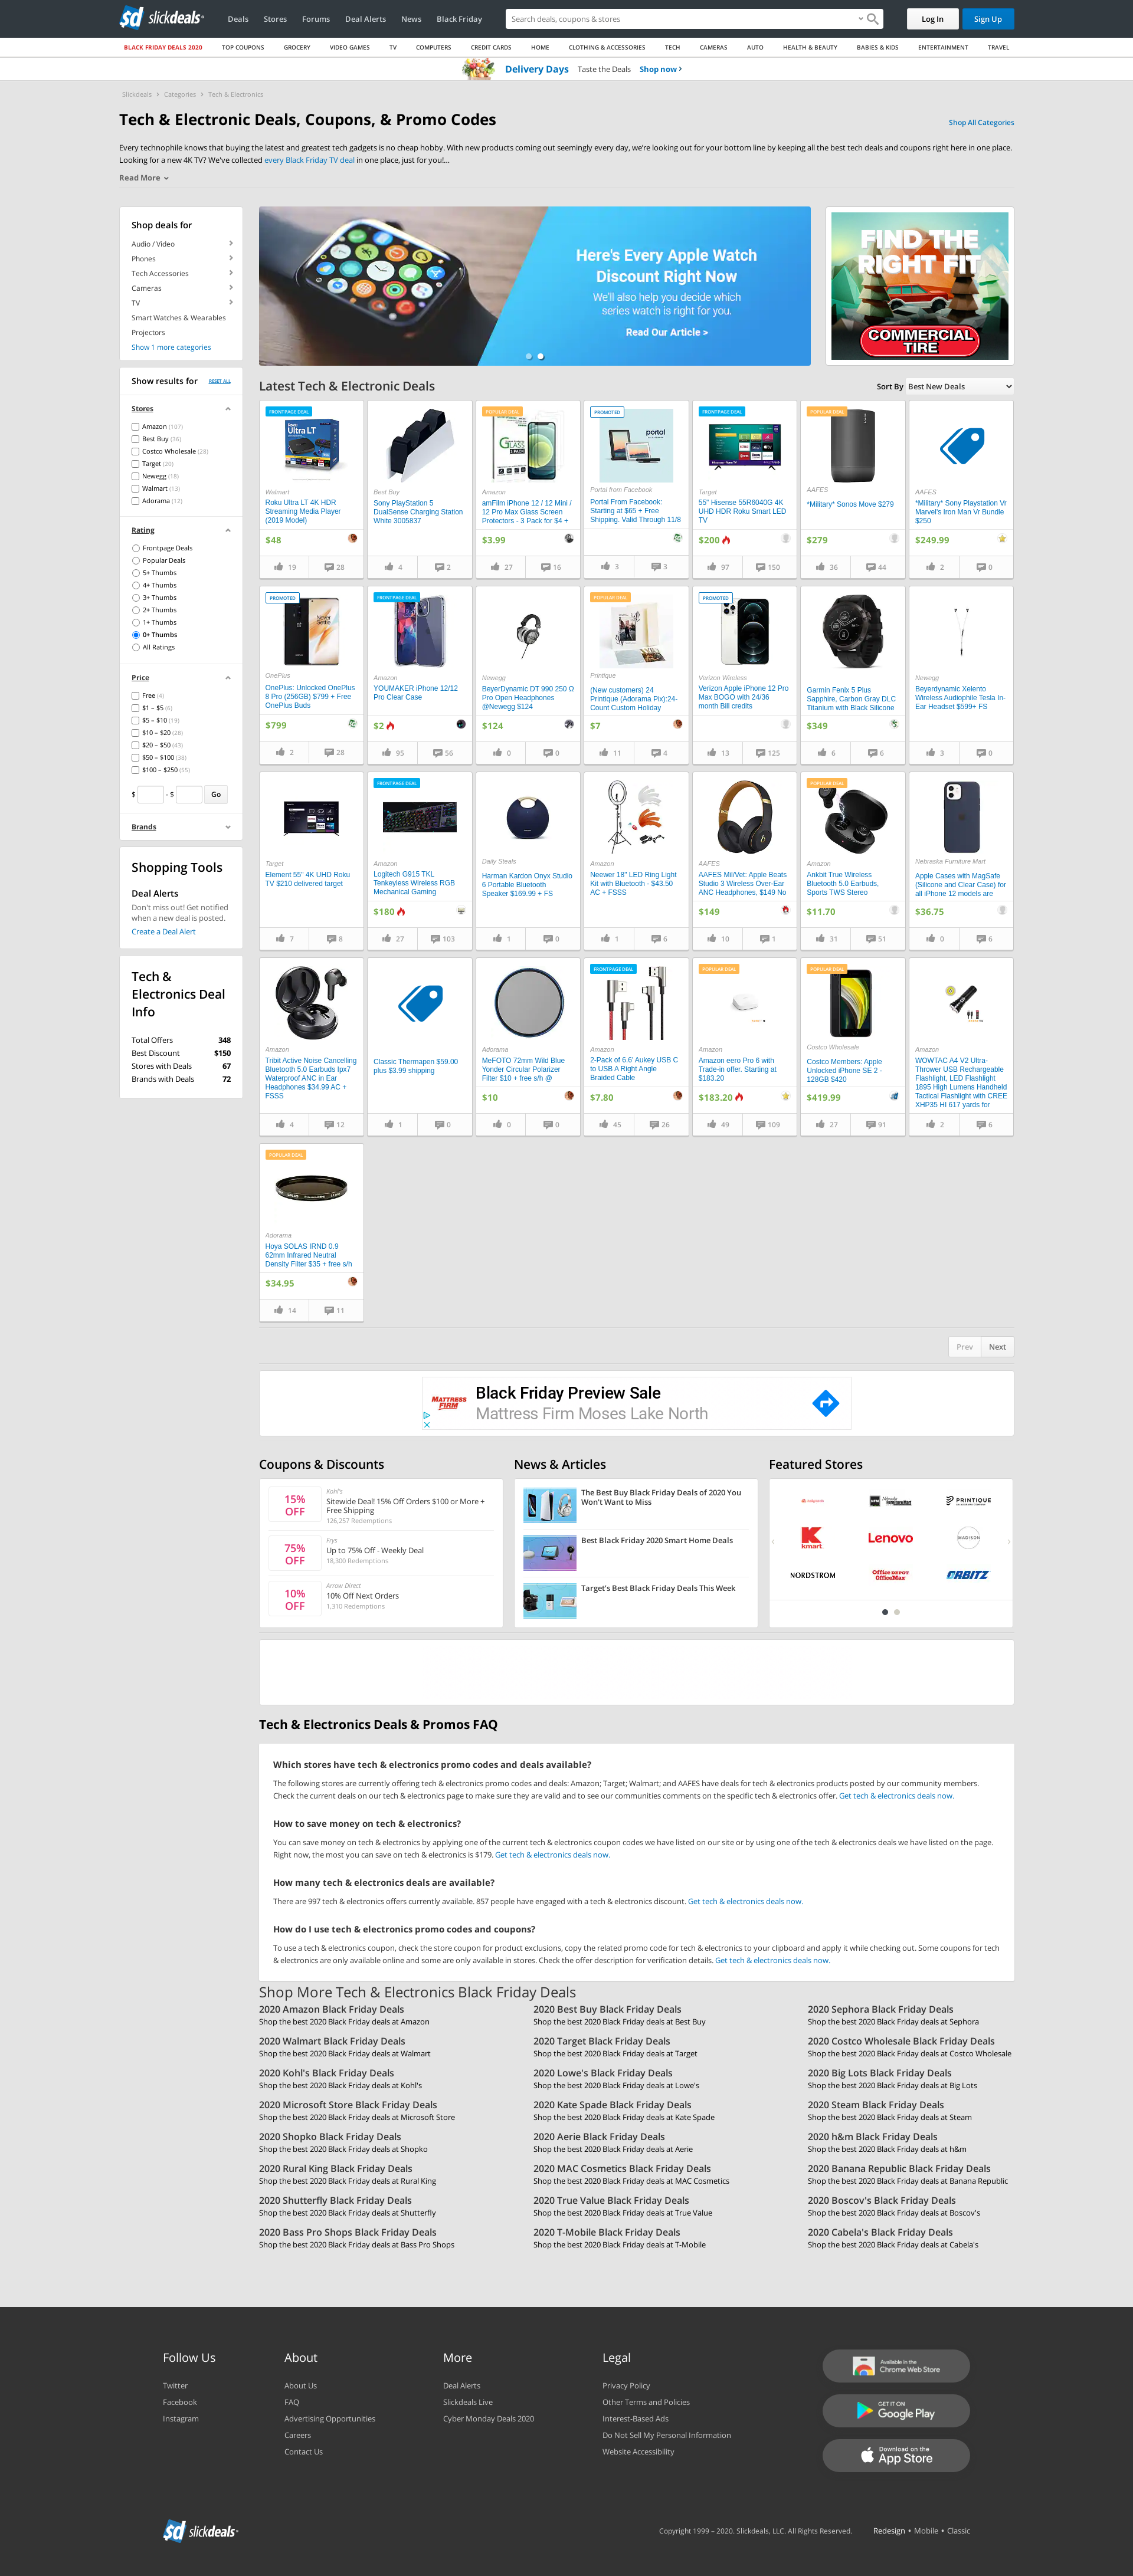 slickdeals
Deals
Stores
Forums
Deal Alerts
News
Black Friday
Search deals, coupons & stores
Log In
Sign Up
BLACK FRIDAY DEALS 2020
TOP COUPONS
GROCERY
VIDEO GAMES
TV
COMPUTERS
CREDIT CARDS
HOME
CLOTHING & ACCESSORIES
TECH
CAMERAS
AUTO
HEALTH & BEAUTY
BABIES & KIDS
ENTERTAINMENT
TRAVEL
Delivery Days Taste the Deals Shop now
Slickdeals > Categories > Tech & Electronics
Tech & Electronic Deals, Coupons, & Promo Codes
Shop All Categories
Every technophile knows that buying the latest and greatest tech gadgets is no cheap hobby. With new products coming out seemingly every day, we're looking out for your bottom line by keeping all the best tech deals and coupons right here in one place.
Looking for a new 4K TV? We've collected every Black Friday TV deal in one place, just for you!...
Read More
Shop deals for
Audio / Video
Phones
Tech Accessories
Cameras
TV
Smart Watches & Wearables
Projectors
Show 1 more categories
Here's Every Apple Watch
Discount Right Now
We'll also help you decide which
series watch is right for you.
Read Our Article >
FIND THE
RIGHT FIT
COMMERCIAL
TIRE
Show results for
RESET ALL
Stores
Amazon (107)
Best Buy (36)
Costco Wholesale (28)
Target (20)
Newegg (18)
Walmart (13)
Adorama (12)
Rating
Frontpage Deals
Popular Deals
5+ Thumbs
4+ Thumbs
3+ Thumbs
2+ Thumbs
1+ Thumbs
0+ Thumbs
All Ratings
Price
Free (4)
$1 – $5 (6)
$5 – $10 (19)
$10 – $20 (28)
$20 – $50 (43)
$50 – $100 (38)
$100 – $250 (55)
$ - $ Go
Brands
Shopping Tools
Deal Alerts
Don't miss out! Get notified
when a new deal is posted.
Create a Deal Alert
Tech &
Electronics Deal
Info
Total Offers 348
Best Discount $150
Stores with Deals 67
Brands with Deals 72
Latest Tech & Electronic Deals
Sort By Best New Deals
FRONTPAGE DEAL
Roku
Ultra LT
Walmart
Roku Ultra LT 4K HDR
Streaming Media Player
(2019 Model)
$48
19 28
Best Buy
Sony PlayStation 5
DualSense Charging Station
White 3005837
4 2
POPULAR DEAL
GLASS
Amazon
amFilm iPhone 12 / 12 Mini /
12 Pro Max Glass Screen
Protectors - 3 Pack for $4 +
$3.99
27 16
PROMOTED
portal
Portal from Facebook
Portal From Facebook:
Starting at $65 + Free
Shipping. Valid Through 11/8
3 3
FRONTPAGE DEAL
Target
55" Hisense 55R6040G 4K
UHD HDR Roku Smart LED
TV
$200
97 150
POPULAR DEAL
AAFES
*Military* Sonos Move $279
$279
36 44
AAFES
*Military* Sony Playstation Vr
Marvel's Iron Man Vr Bundle
$250
$249.99
2 0
PROMOTED
OnePlus
OnePlus: Unlocked OnePlus
8 Pro (256GB) $799 + Free
OnePlus Buds
$799
2 28
FRONTPAGE DEAL
Amazon
YOUMAKER iPhone 12/12
Pro Clear Case
$2
95 56
Newegg
BeyerDynamic DT 990 250 Ω
Pro Open Headphones
@Newegg $124
$124
0 0
POPULAR DEAL
Printique
(New customers) 24
Printique (Adorama Pix):24-
Count Custom Holiday
$7
11 4
PROMOTED
Verizon Wireless
Verizon Apple iPhone 12 Pro
Max BOGO with 24/36
month Bill credits
13 125
Garmin Fenix 5 Plus
Sapphire, Carbon Gray DLC
Titanium with Black Silicone
$349
6 6
Newegg
Beyerdynamic Xelento
Wireless Audiophile Tesla In-
Ear Headset $599+ FS
3 0
Target
Element 55" 4K UHD Roku
TV $210 delivered target
7 8
FRONTPAGE DEAL
Amazon
Logitech G915 TKL
Tenkeyless Wireless RGB
Mechanical Gaming
$180
27 103
Daily Steals
Harman Kardon Onyx Studio
6 Portable Bluetooth
Speaker $169.99 + FS
1 0
Amazon
Neewer 18" LED Ring Light
Kit with Bluetooth - $43.50
AC + FSSS
1 6
AAFES
AAFES Mil/Vet: Apple Beats
Studio 3 Wireless Over-Ear
ANC Headphones, $149 No
$149
10 1
POPULAR DEAL
Amazon
Ankbit True Wireless
Bluetooth 5.0 Earbuds,
Sports TWS Stereo
$11.70
31 51
Nebraska Furniture Mart
Apple Cases with MagSafe
(Silicone and Clear Case) for
all iPhone 12 models are
$36.75
0 6
Amazon
Tribit Active Noise Cancelling
Bluetooth 5.0 Earbuds Ipx7
Waterproof ANC in Ear
Headphones $34.99 AC +
FSSS
4 12
Classic Thermapen $59.00
plus $3.99 shipping
1 0
Adorama
MeFOTO 72mm Wild Blue
Yonder Circular Polarizer
Filter $10 + free s/h @
$10
0 0
FRONTPAGE DEAL
Amazon
2-Pack of 6.6' Aukey USB C
to USB A Right Angle
Braided Cable
$7.80
45 26
POPULAR DEAL
Amazon
Amazon eero Pro 6 with
Trade-in offer. Starting at
$183.20
$183.20
49 109
POPULAR DEAL
Costco Wholesale
Costco Members: Apple
Unlocked iPhone SE 2 -
128GB $420
$419.99
27 91
Amazon
WOWTAC A4 V2 Ultra-
Thrower USB Rechargeable
Flashlight, LED Flashlight
1895 High Lumens Handheld
Tactical Flashlight with CREE
XHP35 HI 617 yards for
2 6
POPULAR DEAL
Adorama
Hoya SOLAS IRND 0.9
62mm Infrared Neutral
Density Filter $35 + free s/h
$34.95
14 11
Prev Next
MATTRESS
FIRM
Black Friday Preview Sale
Mattress Firm Moses Lake North
Coupons & Discounts
15%
OFF
Kohl's
Sitewide Deal! 15% Off Orders $100 or More +
Free Shipping
126,257 Redemptions
75%
OFF
Frys
Up to 75% Off - Weekly Deal
18,300 Redemptions
10%
OFF
Arrow Direct
10% Off Next Orders
1,310 Redemptions
News & Articles
The Best Buy Black Friday Deals of 2020 You
Won't Want to Miss
Best Black Friday 2020 Smart Home Deals
Target's Best Black Friday Deals This Week
Featured Stores
nfm
Nebraska
Furniture Mart
PRINTIQUE
kmart
Lenovo
MADISON
NORDSTROM
Office DEPOT
OfficeMax
ORBITZ
Tech & Electronics Deals & Promos FAQ
Which stores have tech & electronics promo codes and deals available?
The following stores are currently offering tech & electronics promo codes and deals: Amazon; Target; Walmart; and AAFES have deals for tech & electronics products posted by our community members.
Check the current deals on our tech & electronics page to make sure they are valid and to see our communities comments on the specific tech & electronics offer. Get tech & electronics deals now.
How to save money on tech & electronics?
You can save money on tech & electronics by applying one of the current tech & electronics coupon codes we have listed on our site or by using one of the tech & electronics deals we have listed on the page.
Right now, the most you can save on tech & electronics is $179. Get tech & electronics deals now.
How many tech & electronics deals are available?
There are 997 tech & electronics offers currently available. 857 people have engaged with a tech & electronics discount. Get tech & electronics deals now.
How do I use tech & electronics promo codes and coupons?
To use a tech & electronics coupon, check the store coupon for product exclusions, copy the related promo code for tech & electronics to your clipboard and apply it while checking out. Some coupons for tech
& electronics are only available online and some are only available in stores. Check the offer description for verification details. Get tech & electronics deals now.
Shop More Tech & Electronics Black Friday Deals
2020 Amazon Black Friday Deals
Shop the best 2020 Black Friday deals at Amazon
2020 Best Buy Black Friday Deals
Shop the best 2020 Black Friday deals at Best Buy
2020 Sephora Black Friday Deals
Shop the best 2020 Black Friday deals at Sephora
2020 Walmart Black Friday Deals
Shop the best 2020 Black Friday deals at Walmart
2020 Target Black Friday Deals
Shop the best 2020 Black Friday deals at Target
2020 Costco Wholesale Black Friday Deals
Shop the best 2020 Black Friday deals at Costco Wholesale
2020 Kohl's Black Friday Deals
Shop the best 2020 Black Friday deals at Kohl's
2020 Lowe's Black Friday Deals
Shop the best 2020 Black Friday deals at Lowe's
2020 Big Lots Black Friday Deals
Shop the best 2020 Black Friday deals at Big Lots
2020 Microsoft Store Black Friday Deals
Shop the best 2020 Black Friday deals at Microsoft Store
2020 Kate Spade Black Friday Deals
Shop the best 2020 Black Friday deals at Kate Spade
2020 Steam Black Friday Deals
Shop the best 2020 Black Friday deals at Steam
2020 Shopko Black Friday Deals
Shop the best 2020 Black Friday deals at Shopko
2020 Aerie Black Friday Deals
Shop the best 2020 Black Friday deals at Aerie
2020 h&m Black Friday Deals
Shop the best 2020 Black Friday deals at h&m
2020 Rural King Black Friday Deals
Shop the best 2020 Black Friday deals at Rural King
2020 MAC Cosmetics Black Friday Deals
Shop the best 2020 Black Friday deals at MAC Cosmetics
2020 Banana Republic Black Friday Deals
Shop the best 2020 Black Friday deals at Banana Republic
2020 Shutterfly Black Friday Deals
Shop the best 2020 Black Friday deals at Shutterfly
2020 True Value Black Friday Deals
Shop the best 2020 Black Friday deals at True Value
2020 Boscov's Black Friday Deals
Shop the best 2020 Black Friday deals at Boscov's
2020 Bass Pro Shops Black Friday Deals
Shop the best 2020 Black Friday deals at Bass Pro Shops
2020 T-Mobile Black Friday Deals
Shop the best 2020 Black Friday deals at T-Mobile
2020 Cabela's Black Friday Deals
Shop the best 2020 Black Friday deals at Cabela's
Follow Us
Twitter
Facebook
Instagram
About
About Us
FAQ
Advertising Opportunities
Careers
Contact Us
More
Deal Alerts
Slickdeals Live
Cyber Monday Deals 2020
Legal
Privacy Policy
Other Terms and Policies
Interest-Based Ads
Do Not Sell My Personal Information
Website Accessibility
Available in the
Chrome Web Store
GET IT ON
Google Play
Download on the
App Store
slickdeals
Copyright 1999 – 2020. Slickdeals, LLC. All Rights Reserved.
Redesign • Mobile • Classic